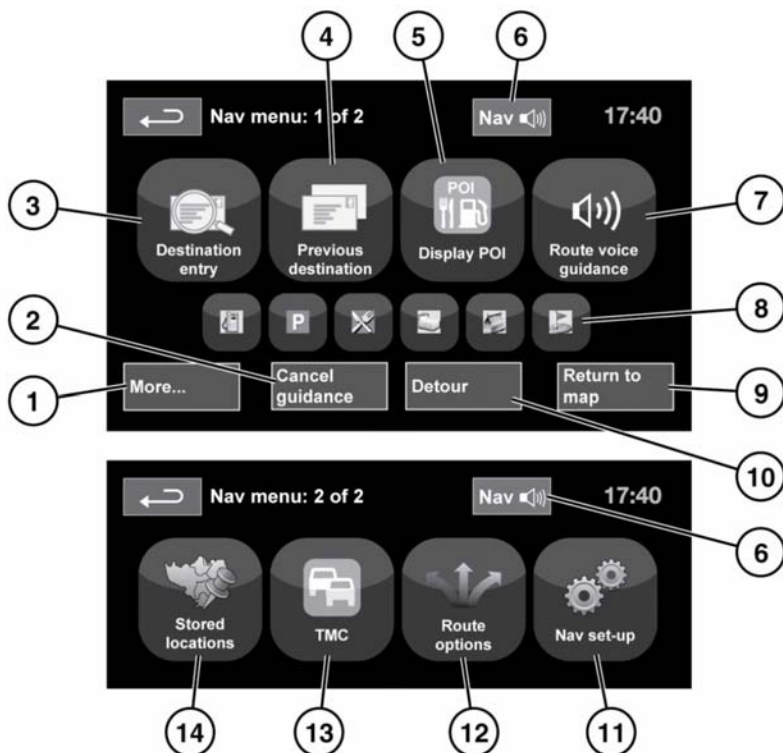 4 5 6
Nav menu: 1 of 2 Nav 17:40
POI
3 7
Destination entry Previous destination Display POI Route voice guidance
2 P 8
More... Cancel guidance Detour Return to map
1 9
10
Nav menu: 2 of 2 Nav 17:40
6
Stored locations TMC Route options Nav set-up
14 13 12 11